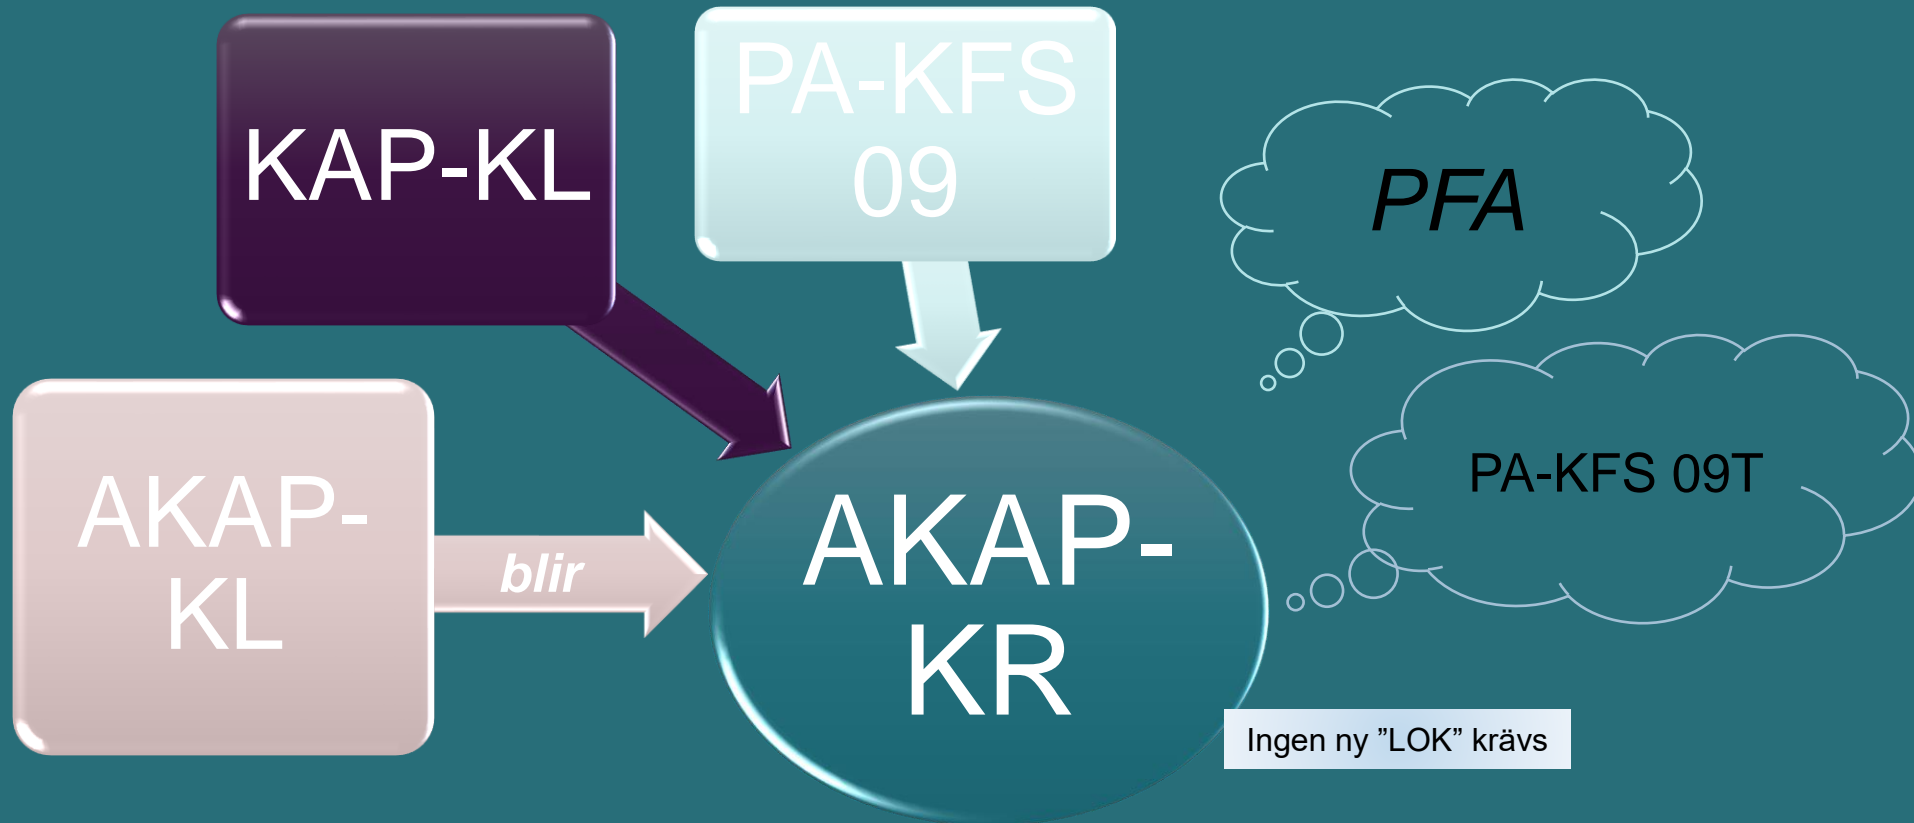 KAP-KL
PA-KFS
09
PFA
AKAP-
KL
blir
AKAP-
KR
PA-KFS 09T
Ingen ny ”LOK” krävs